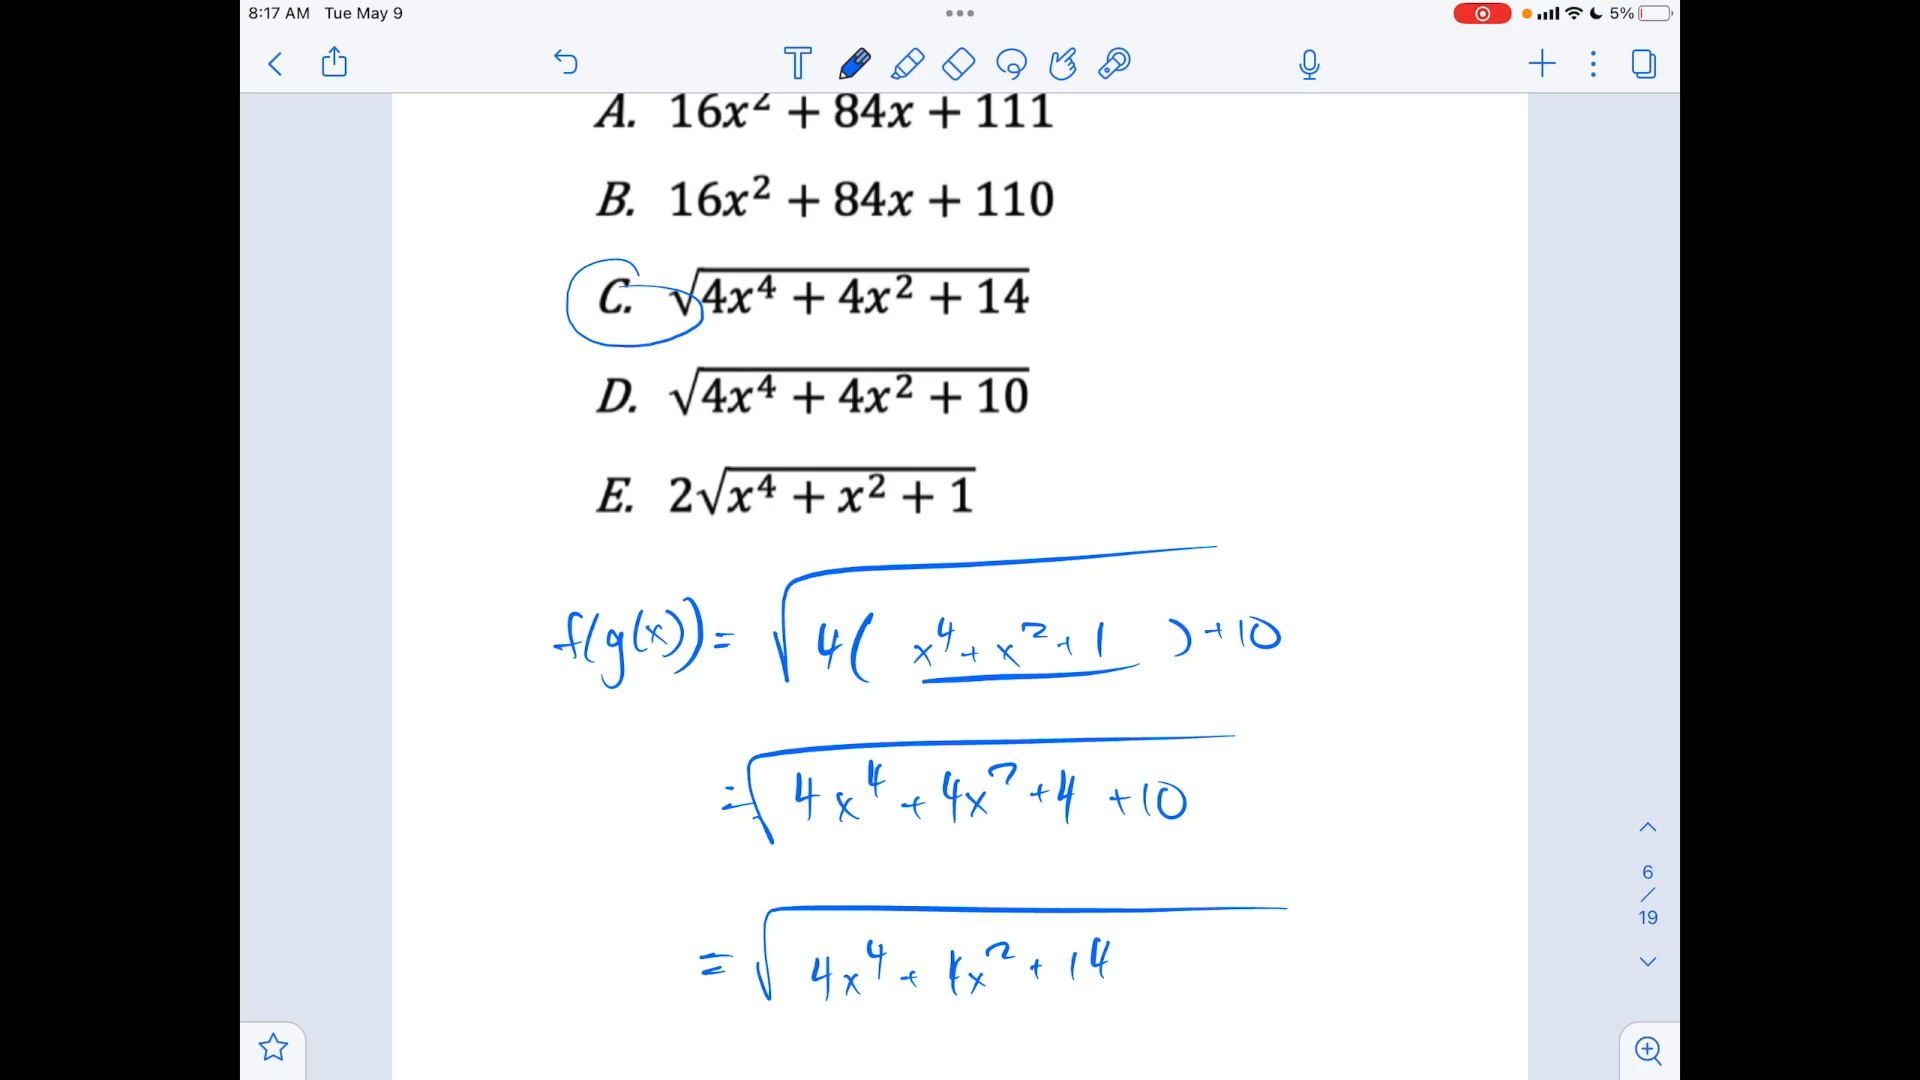 8:17 AM Tue May 9
5%
A. 16x² + 84x + 111
B. 16x² + 84x + 110
C. √(4x⁴ + 4x² + 14)
D. √(4x⁴ + 4x² + 10)
E. 2√(x⁴ + x² + 1)
f(g(x)) = √(4(x⁴ + x² + 1) + 10)
= √(4x⁴ + 4x² + 4 + 10)
= √(4x⁴ + 4x² + 14)
6
/
19